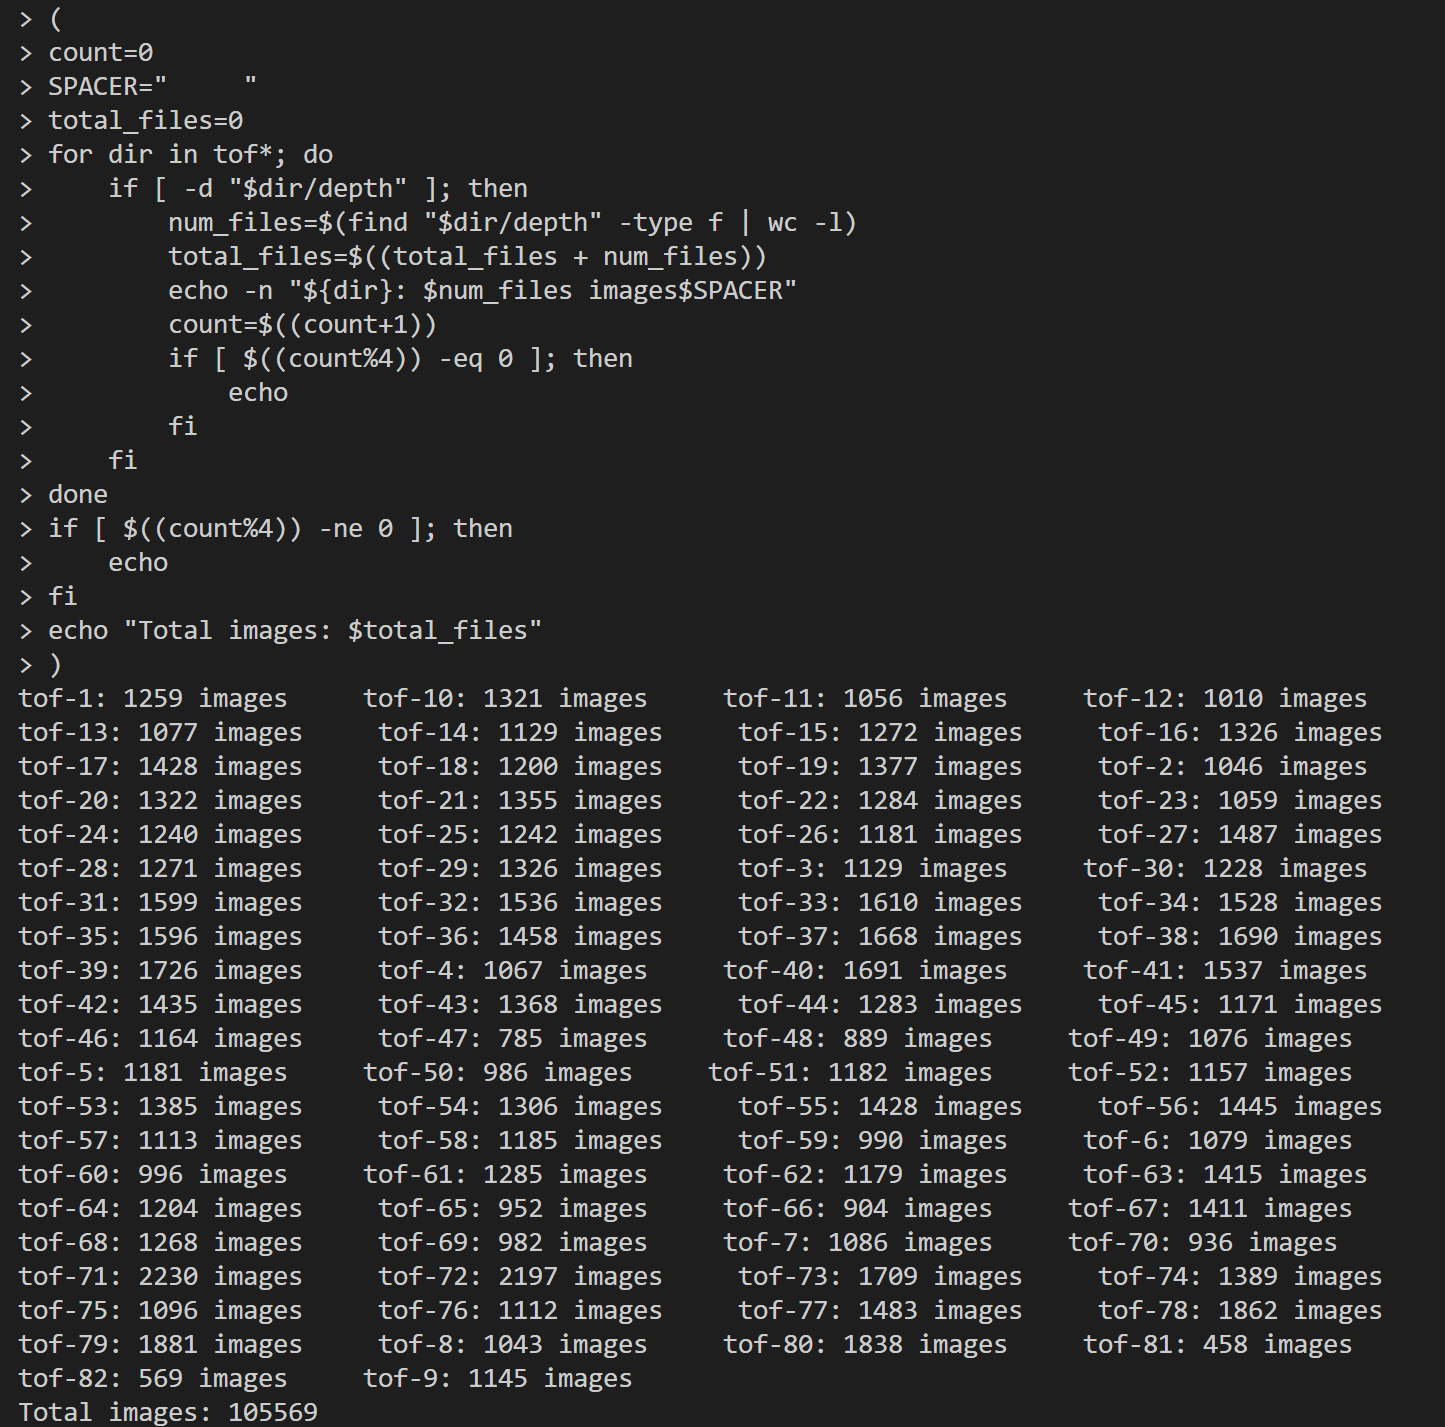 > (
> count=0
> SPACER="     "
> total_files=0
> for dir in tof*; do
>     if [ -d "$dir/depth" ]; then
>         num_files=$(find "$dir/depth" -type f | wc -l)
>         total_files=$((total_files + num_files))
>         echo -n "${dir}: $num_files images$SPACER"
>         count=$((count+1))
>         if [ $((count%4)) -eq 0 ]; then
>             echo
>         fi
>     fi
> done
> if [ $((count%4)) -ne 0 ]; then
>     echo
> fi
> echo "Total images: $total_files"
> )
tof-1: 1259 images     tof-10: 1321 images     tof-11: 1056 images     tof-12: 1010 images
tof-13: 1077 images     tof-14: 1129 images     tof-15: 1272 images     tof-16: 1326 images
tof-17: 1428 images     tof-18: 1200 images     tof-19: 1377 images     tof-2: 1046 images
tof-20: 1322 images     tof-21: 1355 images     tof-22: 1284 images     tof-23: 1059 images
tof-24: 1240 images     tof-25: 1242 images     tof-26: 1181 images     tof-27: 1487 images
tof-28: 1271 images     tof-29: 1326 images     tof-3: 1129 images     tof-30: 1228 images
tof-31: 1599 images     tof-32: 1536 images     tof-33: 1610 images     tof-34: 1528 images
tof-35: 1596 images     tof-36: 1458 images     tof-37: 1668 images     tof-38: 1690 images
tof-39: 1726 images     tof-4: 1067 images     tof-40: 1691 images     tof-41: 1537 images
tof-42: 1435 images     tof-43: 1368 images     tof-44: 1283 images     tof-45: 1171 images
tof-46: 1164 images     tof-47: 785 images     tof-48: 889 images     tof-49: 1076 images
tof-5: 1181 images     tof-50: 986 images     tof-51: 1182 images     tof-52: 1157 images
tof-53: 1385 images     tof-54: 1306 images     tof-55: 1428 images     tof-56: 1445 images
tof-57: 1113 images     tof-58: 1185 images     tof-59: 990 images     tof-6: 1079 images
tof-60: 996 images     tof-61: 1285 images     tof-62: 1179 images     tof-63: 1415 images
tof-64: 1204 images     tof-65: 952 images     tof-66: 904 images     tof-67: 1411 images
tof-68: 1268 images     tof-69: 982 images     tof-7: 1086 images     tof-70: 936 images
tof-71: 2230 images     tof-72: 2197 images     tof-73: 1709 images     tof-74: 1389 images
tof-75: 1096 images     tof-76: 1112 images     tof-77: 1483 images     tof-78: 1862 images
tof-79: 1881 images     tof-8: 1043 images     tof-80: 1838 images     tof-81: 458 images
tof-82: 569 images     tof-9: 1145 images
Total images: 105569